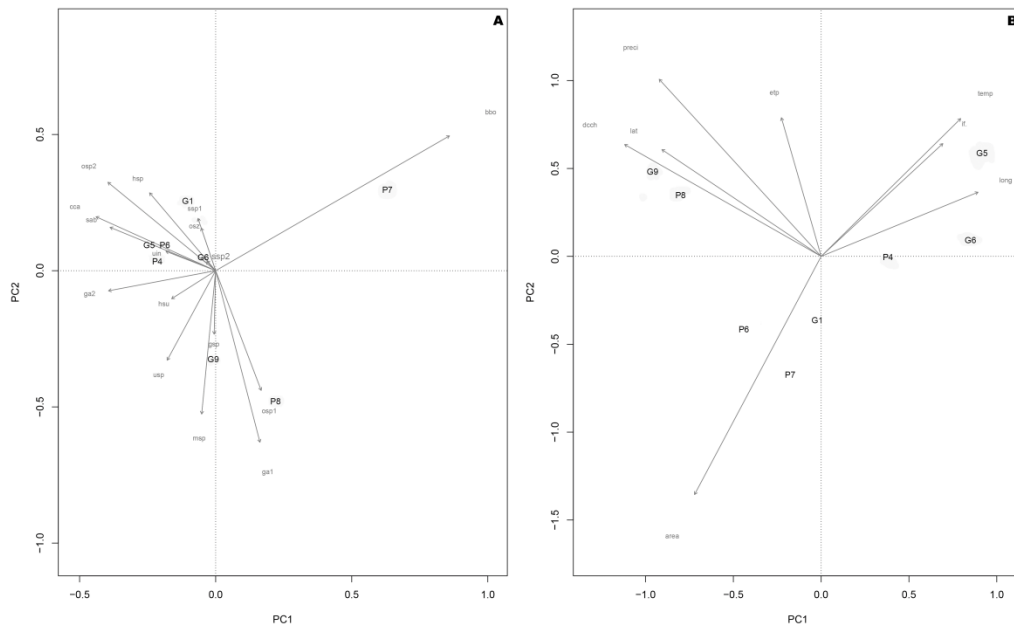 A
bbo
0.5
osp2
hsp
P7
G1
ssp1
cca
sab
osz
G5
P6
uin
P4
G6
sisp2
0.0
ga2
hsu
PC2
gsp
G9
usp
P8
osp1
−0.5
msp
ga1
−1.0
−0.5
0.0
0.5
1.0
PC1
B
preci
1.0
etp
temp
dcch
lat
lf
G5
0.5
G9
P8
long
G6
P4
0.0
PC2
G1
P6
−0.5
P7
−1.0
−1.5
area
−1.0
−0.5
0.0
0.5
1.0
PC1